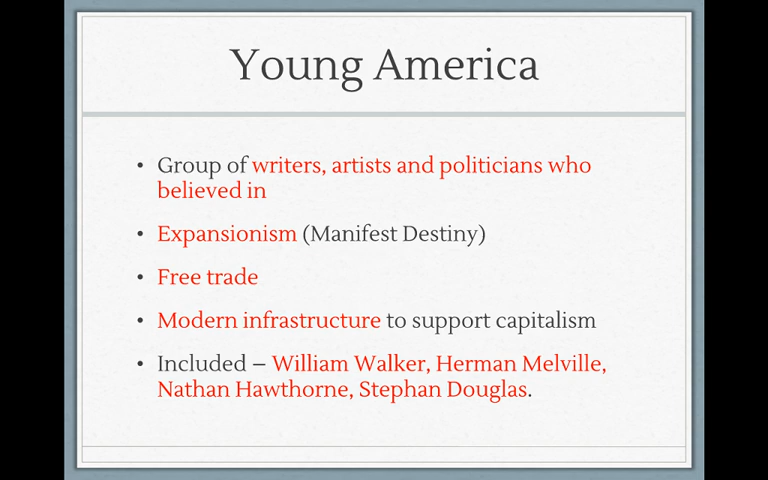 Young America
• Group of writers, artists and politicians who
believed in
• Expansionism (Manifest Destiny)
• Free trade
• Modern infrastructure to support capitalism
• Included – William Walker, Herman Melville,
Nathan Hawthorne, Stephan Douglas.